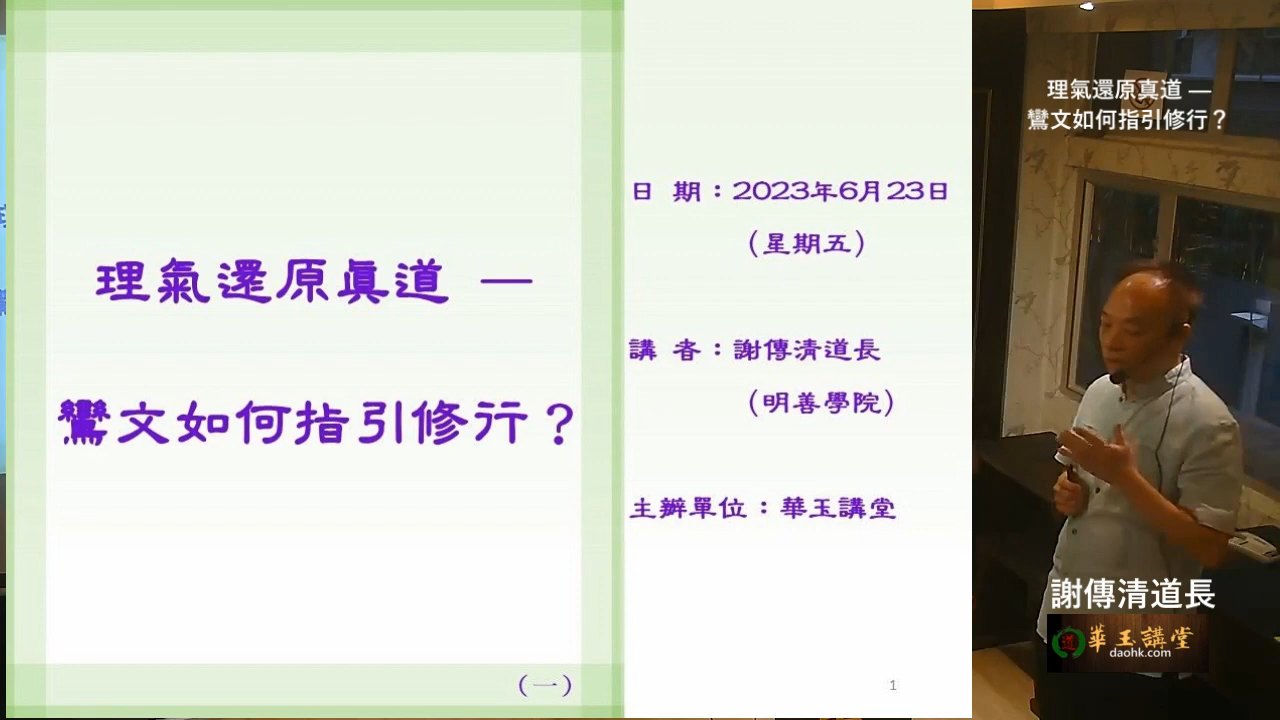 理氣還原真道 —
鸞文如何指引修行？
(一)
日 期：2023年6月23日
(星期五)
講 者：謝傳清道長
(明善學院)
主辦單位：華玉講堂
1
理氣還原真道 —
鸞文如何指引修行？
謝傳清道長
道 華玉講堂
daohk.com